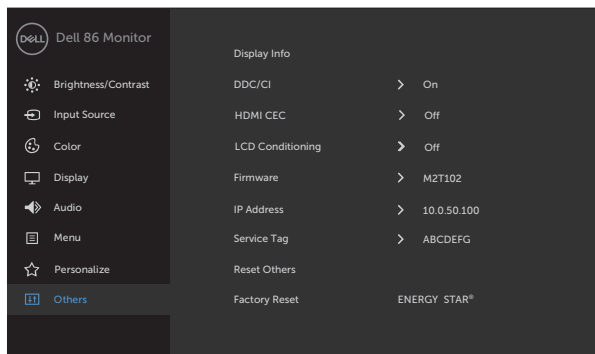 DELL Dell 86 Monitor
Brightness/Contrast
Input Source
Color
Display
Audio
Menu
Personalize
Others
Display Info
DDC/CI > On
HDMI CEC > Off
LCD Conditioning > Off
Firmware > M2T102
IP Address > 10.0.50.100
Service Tag > ABCDEFG
Reset Others
Factory Reset ENERGY STAR®